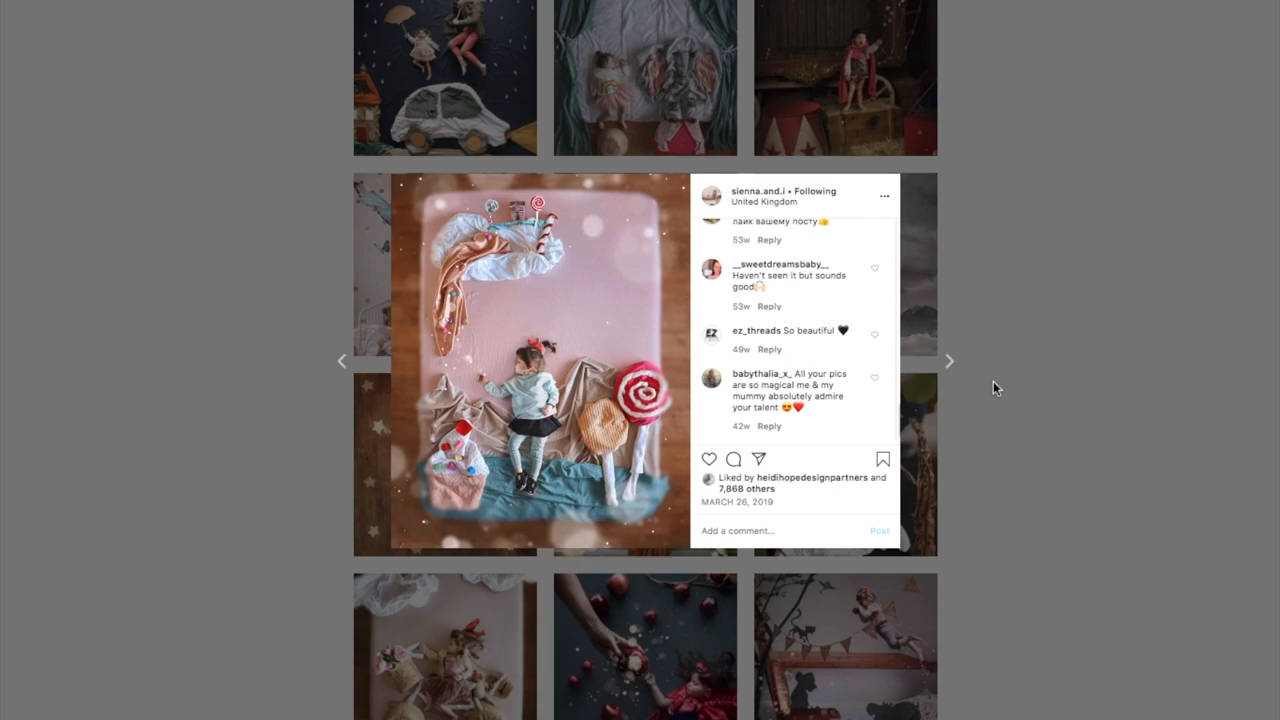 sienna.and.i • Following
United Kingdom
лайк вашему посту👍
53w Reply
__sweetdreamsbaby__
Haven't seen it but sounds
good🙌🏻
53w Reply
EZ
ez_threads So beautiful 🖤
49w Reply
babythalia_x_ All your pics
are so magical me & my
mummy absolutely admire
your talent 😍❤️
42w Reply
Liked by heidihopedesignpartners and
7,868 others
MARCH 26, 2019
Add a comment...
Post